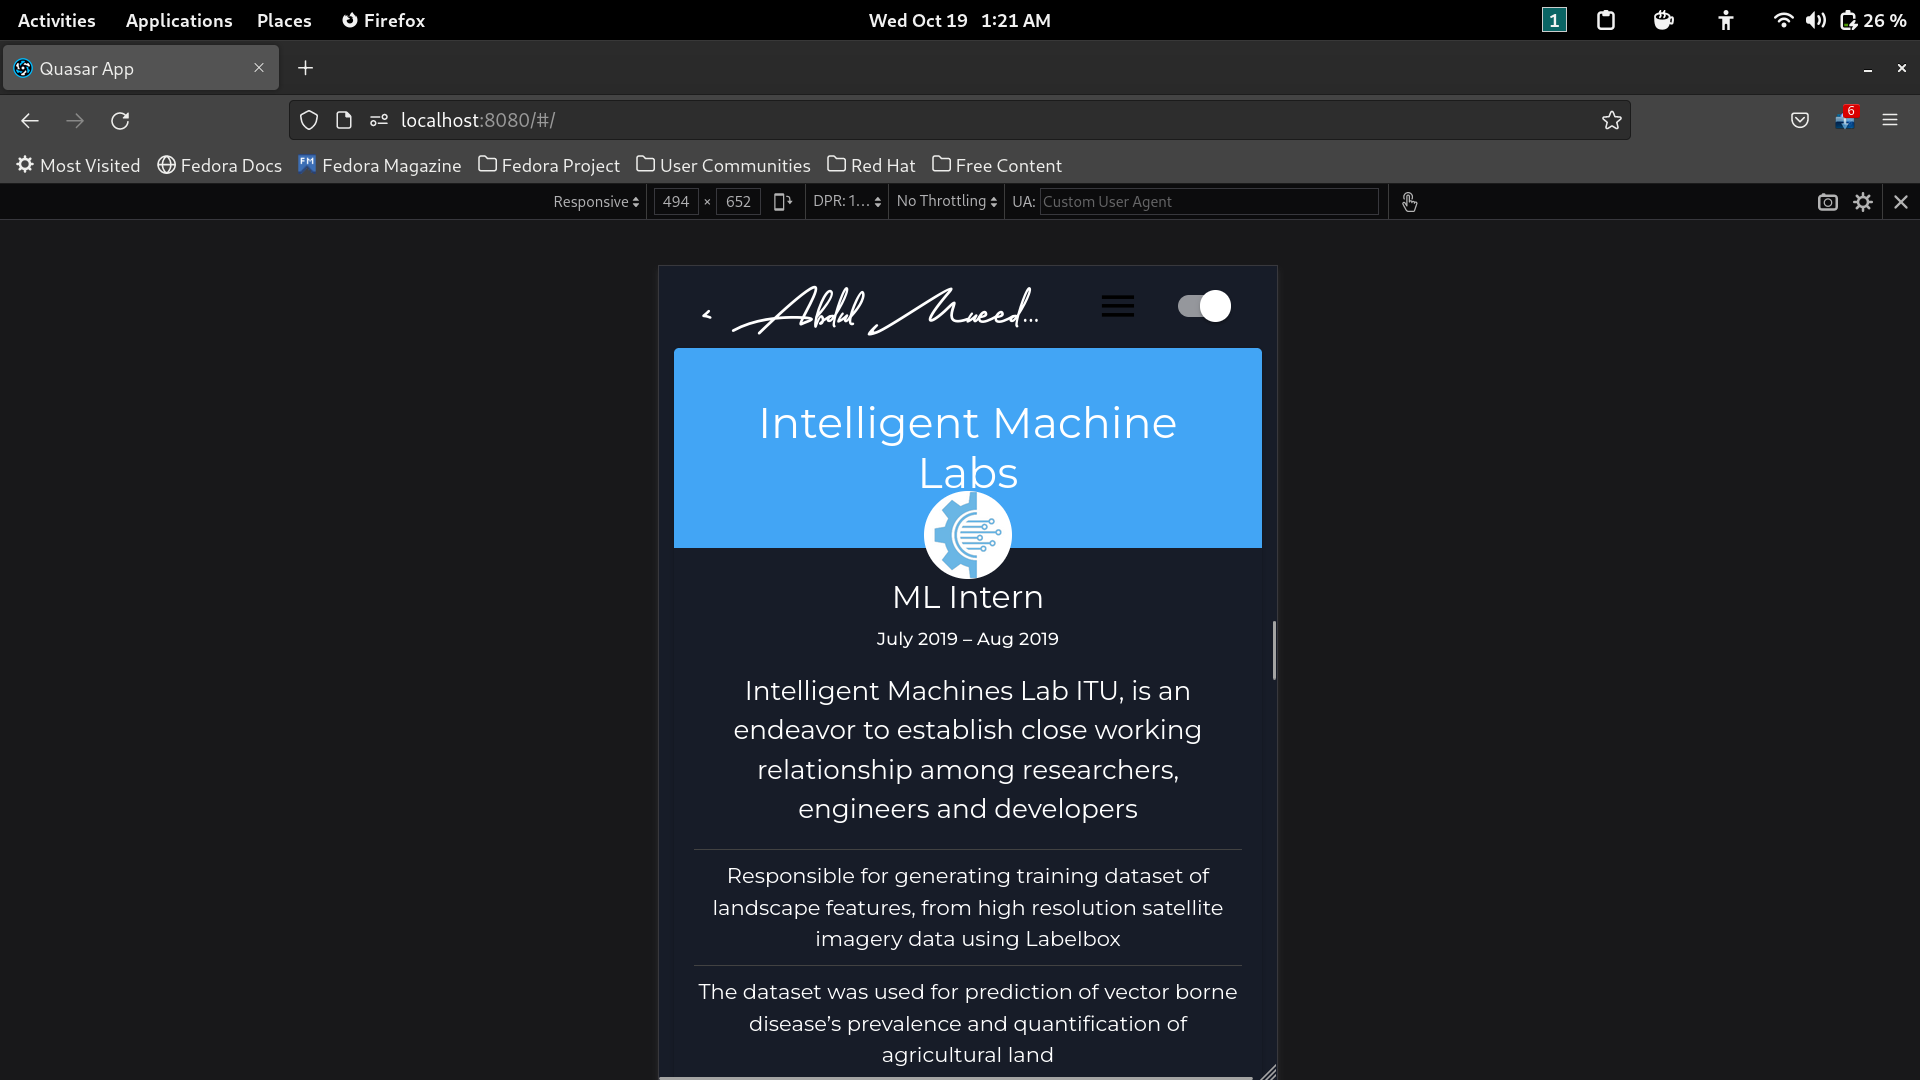 Activities Applications Places Firefox Wed Oct 19 1:21 AM 1 26 %
Quasar App
localhost:8080/#/ 6
Most Visited Fedora Docs FM Fedora Magazine Fedora Project User Communities Red Hat Free Content
Responsive 494 × 652 DPR: 1... No Throttling UA: Custom User Agent
< Abdul Mueed...
Intelligent Machine
Labs
ML Intern
July 2019 – Aug 2019
Intelligent Machines Lab ITU, is an
endeavor to establish close working
relationship among researchers,
engineers and developers
Responsible for generating training dataset of
landscape features, from high resolution satellite
imagery data using Labelbox
The dataset was used for prediction of vector borne
disease’s prevalence and quantification of
agricultural land